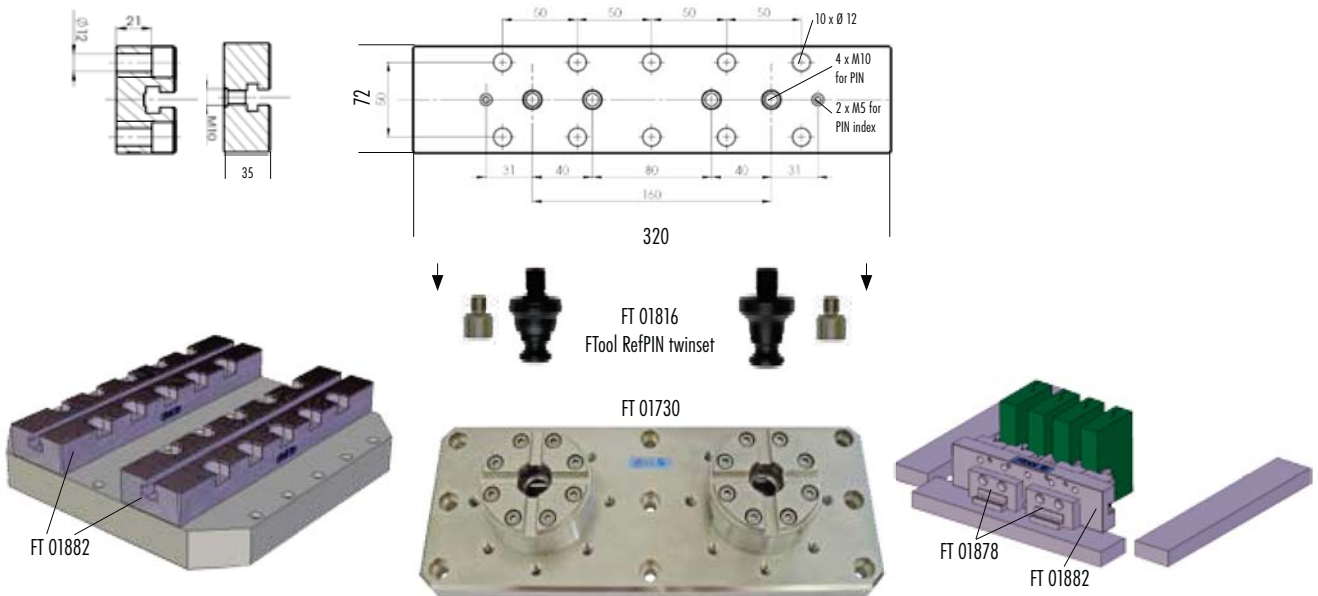 21
Ø12
M10
35
50 50 50 50
10 x Ø 12
72
50
4 x M10
for PIN
2 x M5 for
PIN index
31 40 80 40 31
160
320
FT 01816
FTool RefPIN twinset
FT 01730
FT 01882
FT 01878
FT 01882